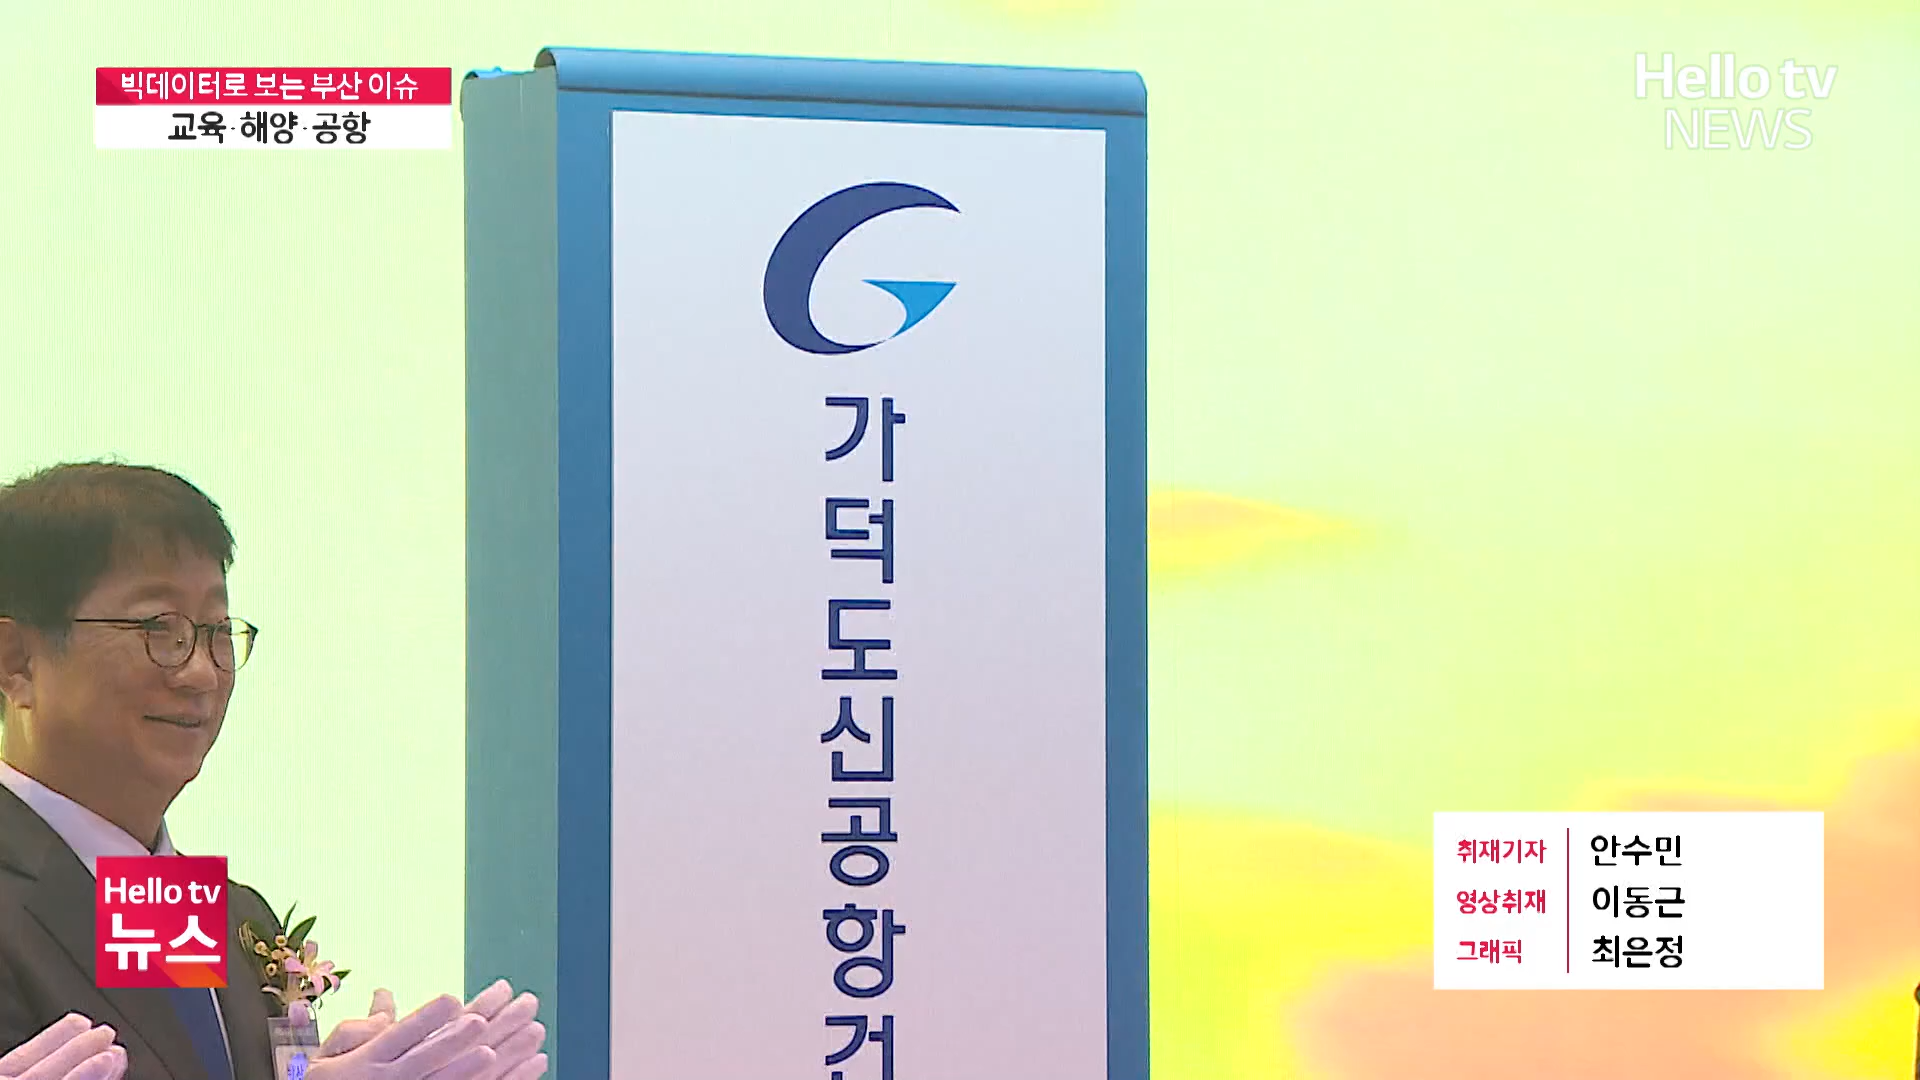 빅데이터로 보는 부산 이슈
교육·해양·공항
Hello tv
NEWS
가덕도신공항건
취재기자 안수민
영상취재 이동근
그래픽 최은정
Hello tv
뉴스